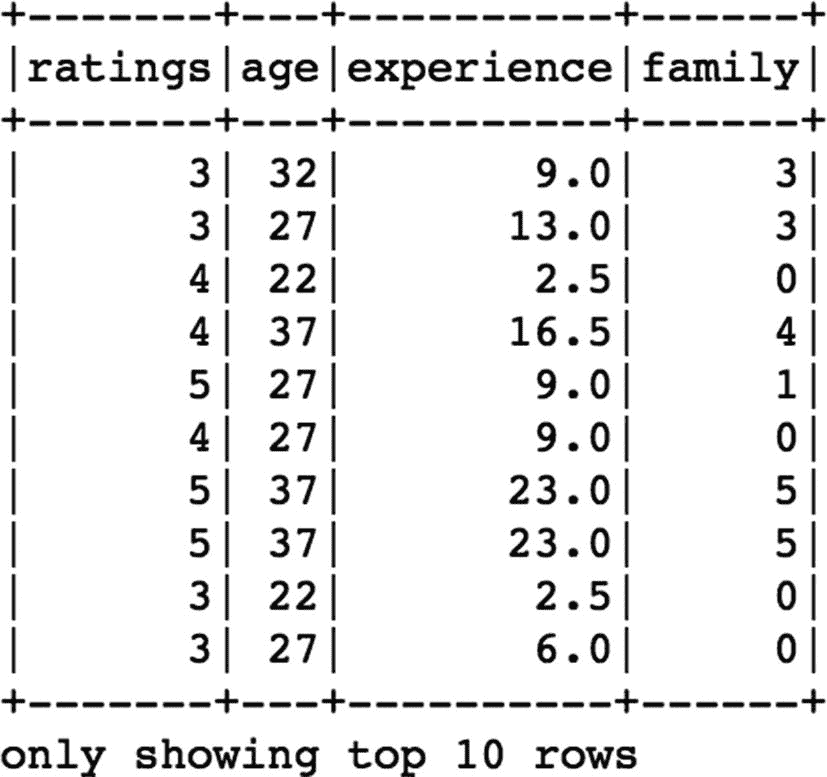 +-------+---+----------+------+
|ratings|age|experience|family|
+-------+---+----------+------+
|      3| 32|       9.0|     3|
|      3| 27|      13.0|     3|
|      4| 22|       2.5|     0|
|      4| 37|      16.5|     4|
|      5| 27|       9.0|     1|
|      4| 27|       9.0|     0|
|      5| 37|      23.0|     5|
|      5| 37|      23.0|     5|
|      3| 22|       2.5|     0|
|      3| 27|       6.0|     0|
+-------+---+----------+------+
only showing top 10 rows